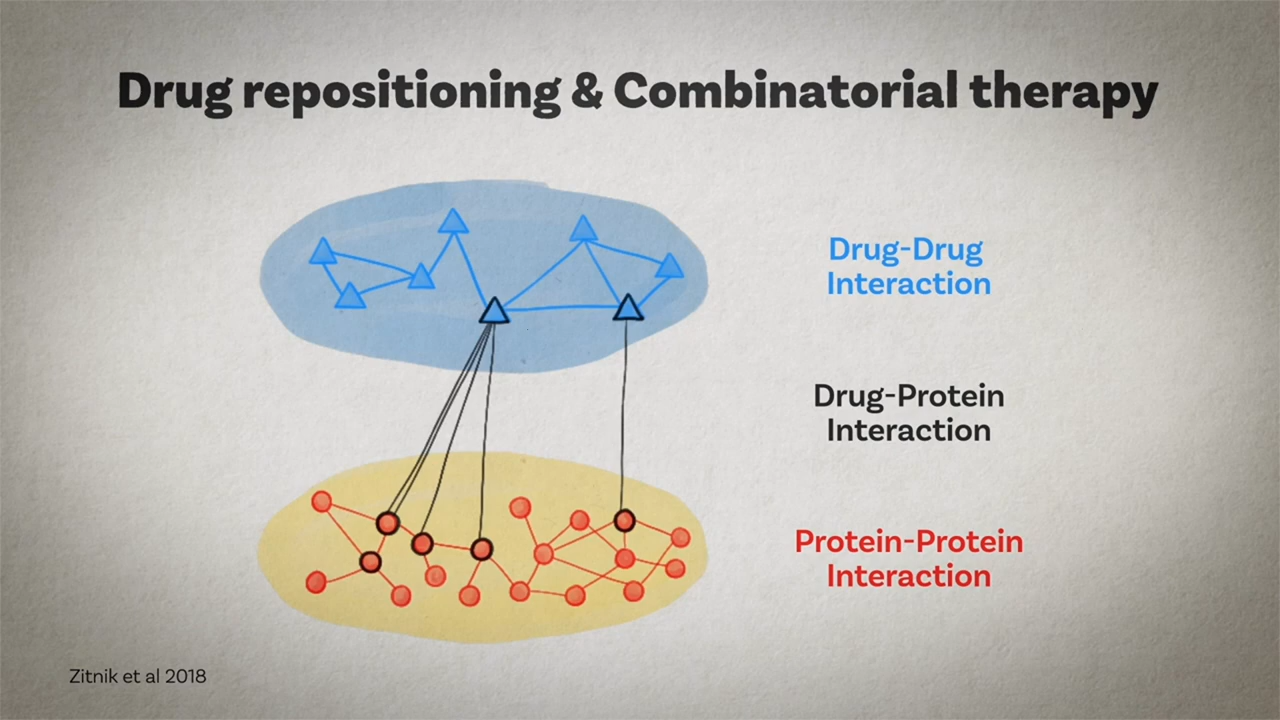 Drug repositioning & Combinatorial therapy
Drug-Drug
Interaction
Drug-Protein
Interaction
Protein-Protein
Interaction
Zitnik et al 2018